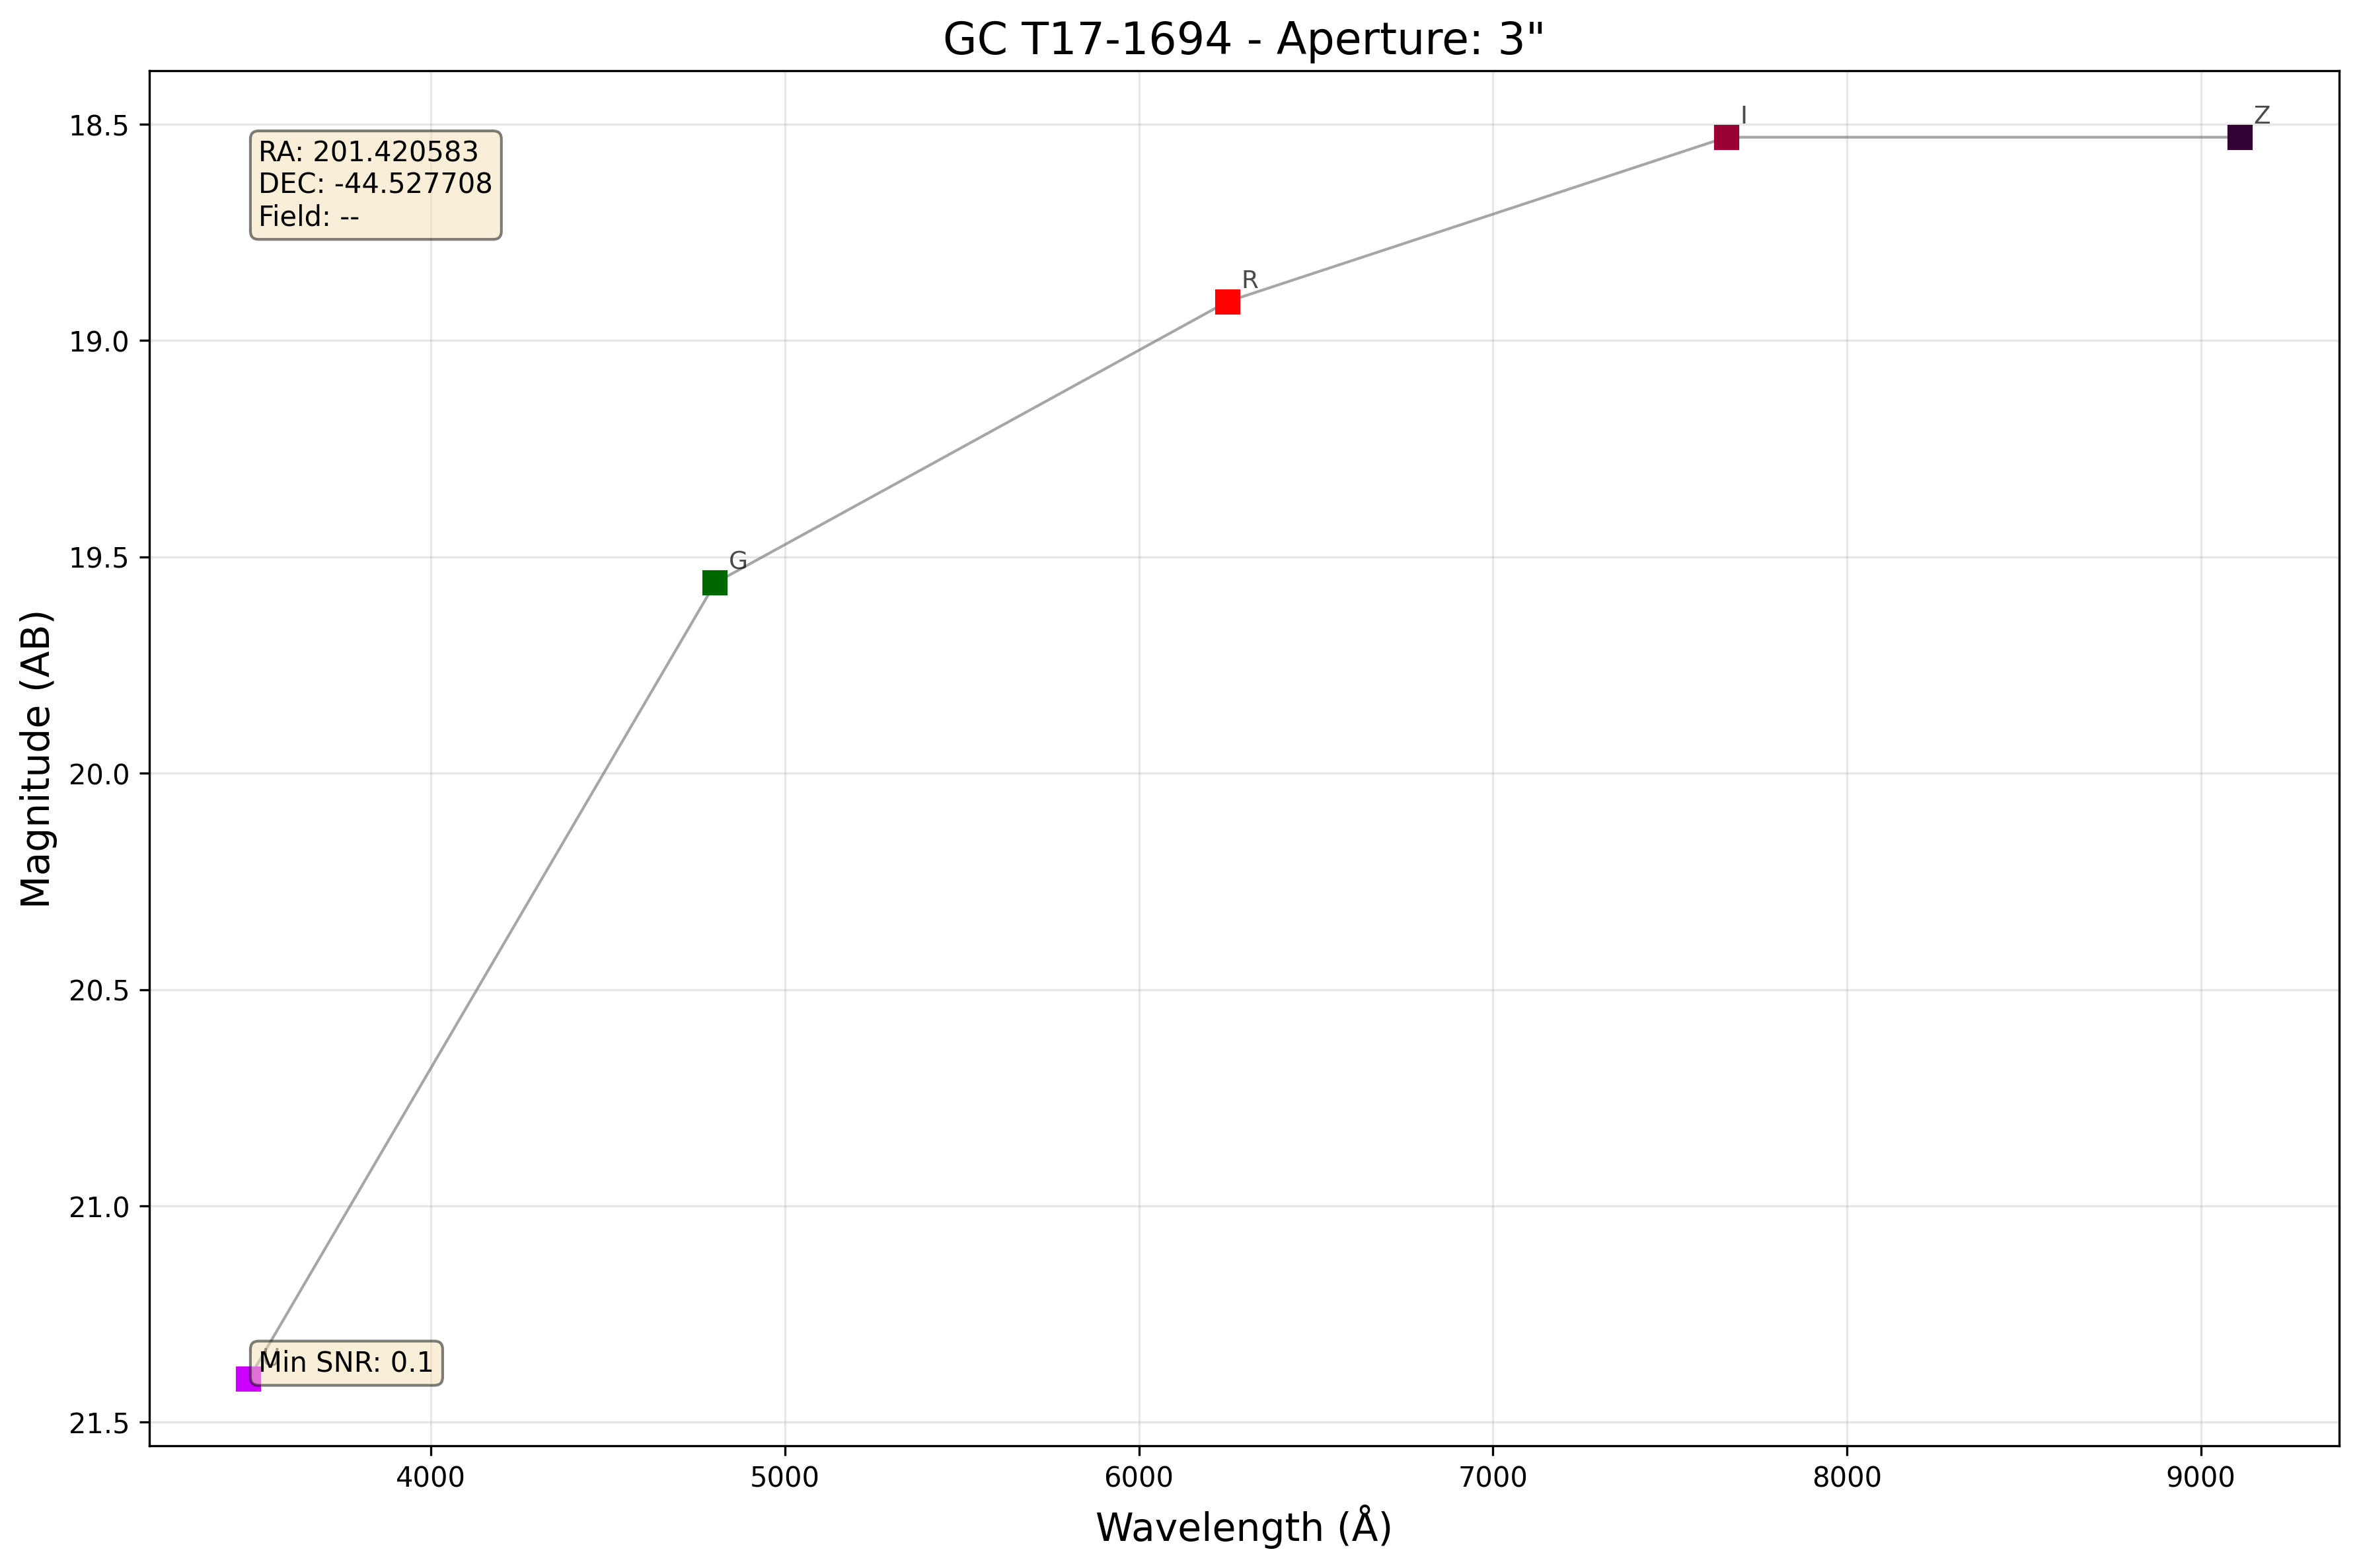 GC T17-1694 - Aperture: 3"
RA: 201.420583
DEC: -44.527708
Field: --
I
Z
R
G
Min SNR: 0.1
Magnitude (AB)
18.5
19.0
19.5
20.0
20.5
21.0
21.5
4000
5000
6000
7000
8000
9000
Wavelength (Å)